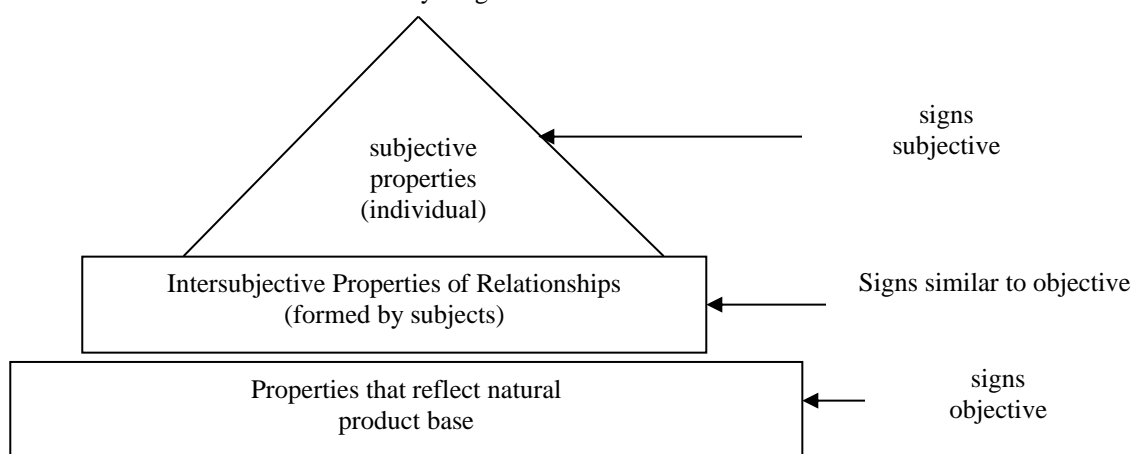 signs
subjective
subjective
properties
(individual)
Intersubjective Properties of Relationships
(formed by subjects)
Signs similar to objective
Properties that reflect natural
product base
signs
objective